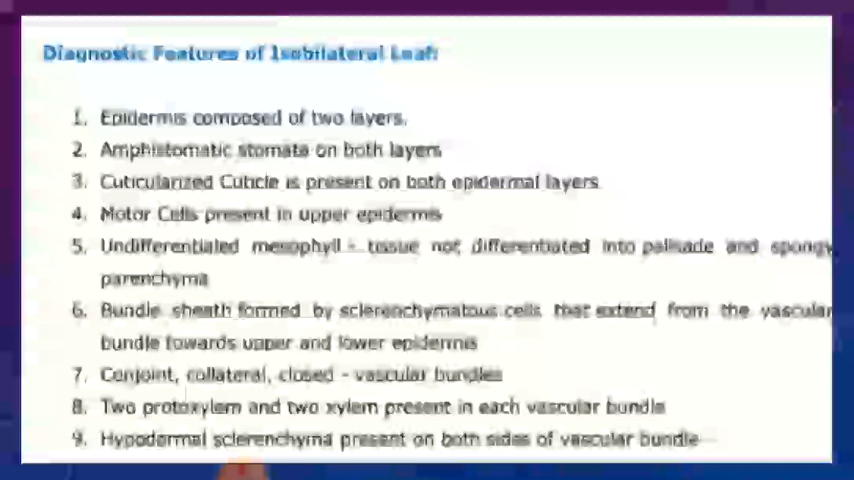 Diagnostic Features of Isobilateral Leaf:
1. Epidermis composed of two layers.
2. Amphistomatic stomata on both layers
3. Cuticularized Cuticle is present on both epidermal layers
4. Motor Cells present in upper epidermis
5. Undifferentiated mesophyll - tissue not differentiated into palisade and spongy
parenchyma
6. Bundle sheath formed by sclerenchymatous cells that extend from the vascular
bundle towards upper and lower epidermis
7. Conjoint, collateral, closed - vascular bundles
8. Two protoxylem and two xylem present in each vascular bundle
9. Hypodermal sclerenchyma present on both sides of vascular bundle